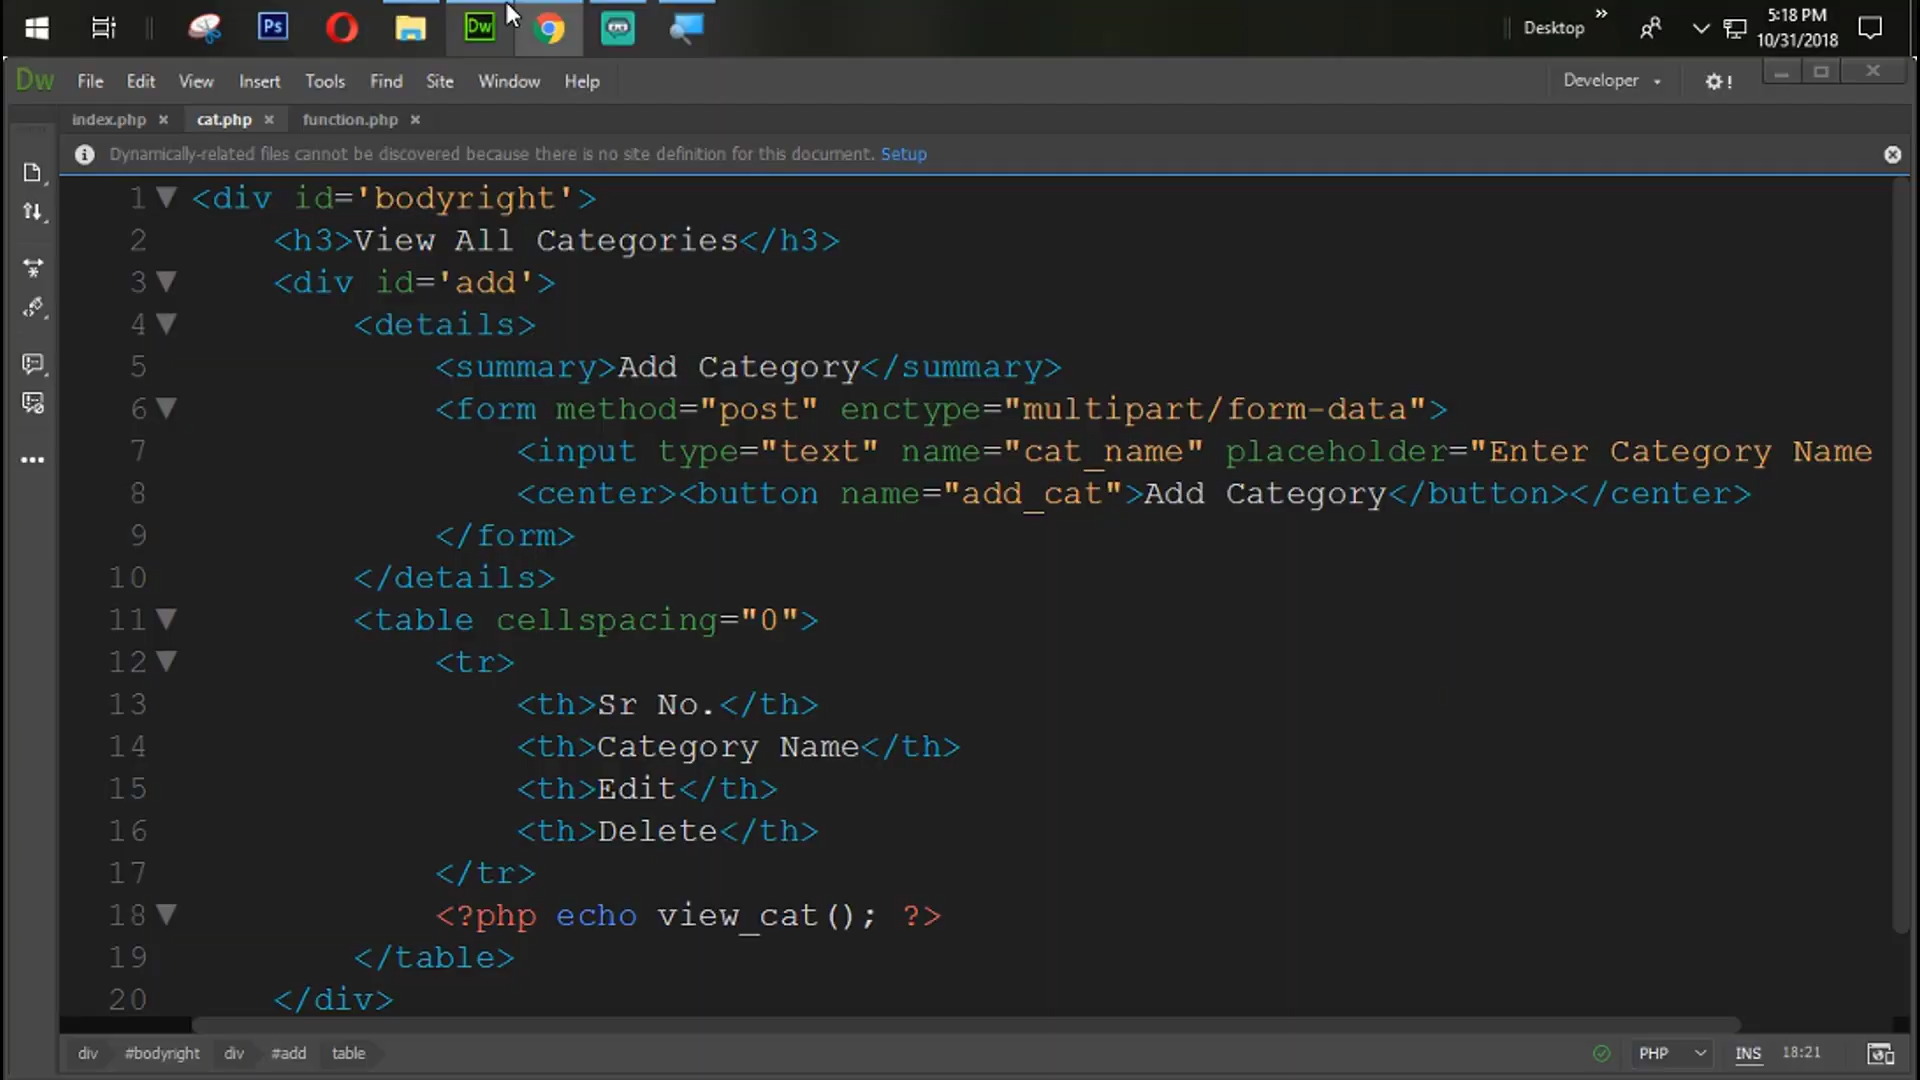 Ps Dw Desktop » 5:18 PM
10/31/2018
Dw File Edit View Insert Tools Find Site Window Help Developer !
index.php × cat.php × function.php ×
Dynamically-related files cannot be discovered because there is no site definition for this document. Setup
1 <div id='bodyright'>
2 <h3>View All Categories</h3>
3 <div id='add'>
4 <details>
5 <summary>Add Category</summary>
6 <form method="post" enctype="multipart/form-data">
7 <input type="text" name="cat_name" placeholder="Enter Category Name
8 <center><button name="add_cat">Add Category</button></center>
9 </form>
10 </details>
11 <table cellspacing="0">
12 <tr>
13 <th>Sr No.</th>
14 <th>Category Name</th>
15 <th>Edit</th>
16 <th>Delete</th>
17 </tr>
18 <?php echo view_cat(); ?>
19 </table>
20 </div>
div #bodyright div #add table PHP INS 18:21